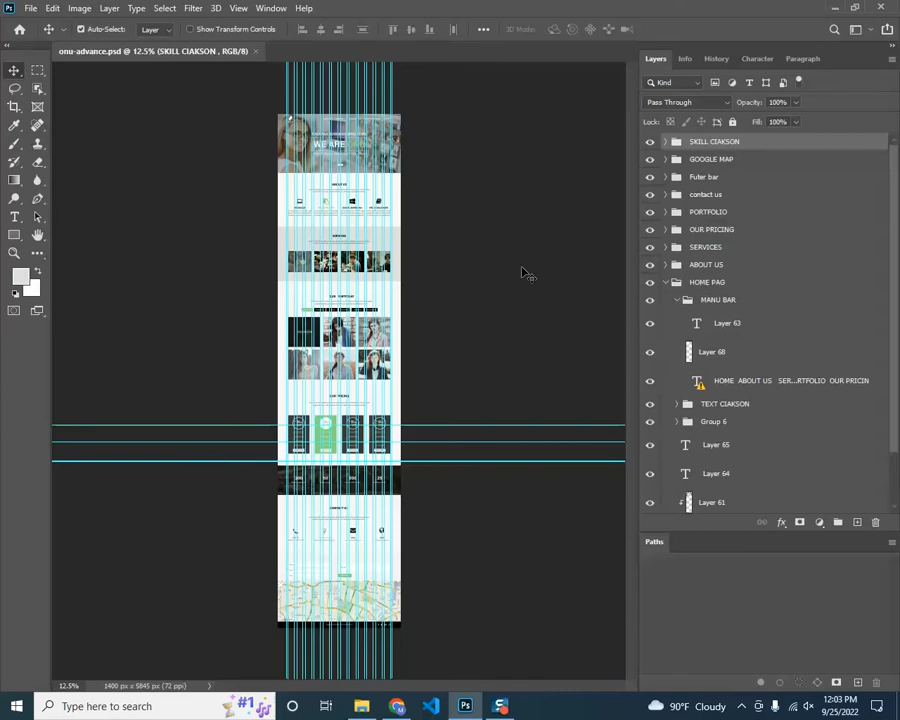 File Edit Image Layer Type Select Filter 3D View Window Help
Auto-Select: Layer Show Transform Controls 3D Mode:
onu-advance.psd @ 12.5% (SKILL CIAKSON , RGB/8)
Layers Info History Character Paragraph
Kind
Pass Through Opacity: 100%
Lock: Fill: 100%
SKILL CIAKSON
GOOGLE MAP
Futer bar
contact us
PORTFOLIO
OUR PRICING
SERVICES
ABOUT US
HOME PAG
MANU BAR
Layer 63
Layer 68
HOME ABOUT US SER...RTFOLIO OUR PRICIN
TEXT CIAKSON
Group 6
Layer 65
Layer 64
Layer 61
Paths
WE ARE
ABOUT US
12.5% 1400 px x 5845 px (72 ppi)
Type here to search
#1
90°F Cloudy
12:03 PM
9/25/2022